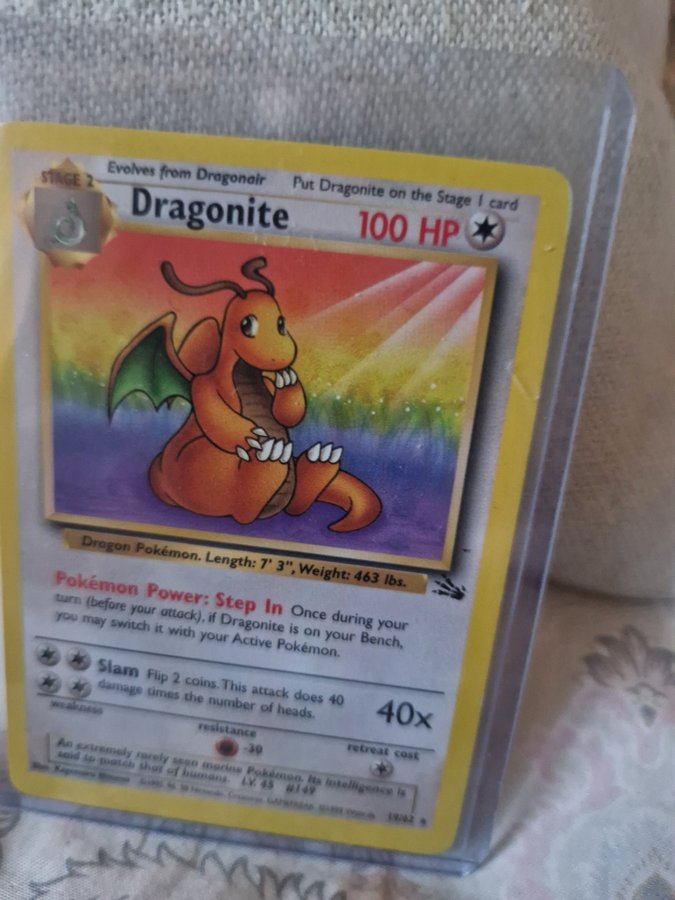 STAGE 2
Evolves from Dragonair
Put Dragonite on the Stage 1 card
Dragonite
100 HP
Dragon Pokémon. Length: 7' 3", Weight: 463 lbs.
Pokémon Power: Step In Once during your
turn (before your attack), if Dragonite is on your Bench,
you may switch it with your Active Pokémon.
Slam Flip 2 coins. This attack does 40
damage times the number of heads.
40x
weakness
resistance
-30
retreat cost
An extremely rarely seen marine Pokémon. Its intelligence is
said to match that of humans. LV. 45 #149
19/62